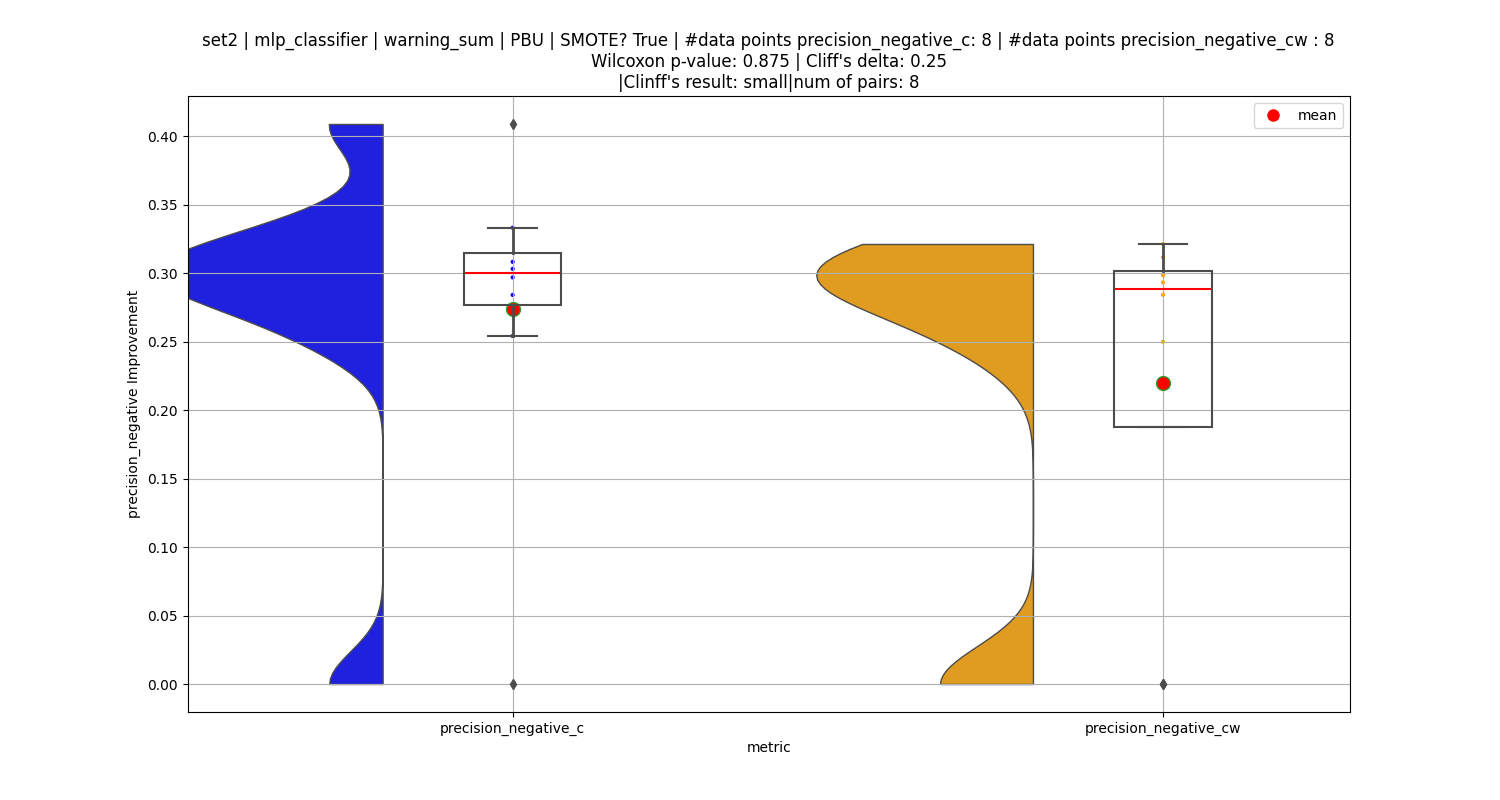 set2 | mlp_classifier | warning_sum | PBU | SMOTE? True | #data points precision_negative_c: 8 | #data points precision_negative_cw : 8
Wilcoxon p-value: 0.875 | Cliff's delta: 0.25
|Clinff's result: small|num of pairs: 8
mean
0.40
0.35
0.30
0.25
0.20
0.15
0.10
0.05
0.00
precision_negative Improvement
precision_negative_c
precision_negative_cw
metric